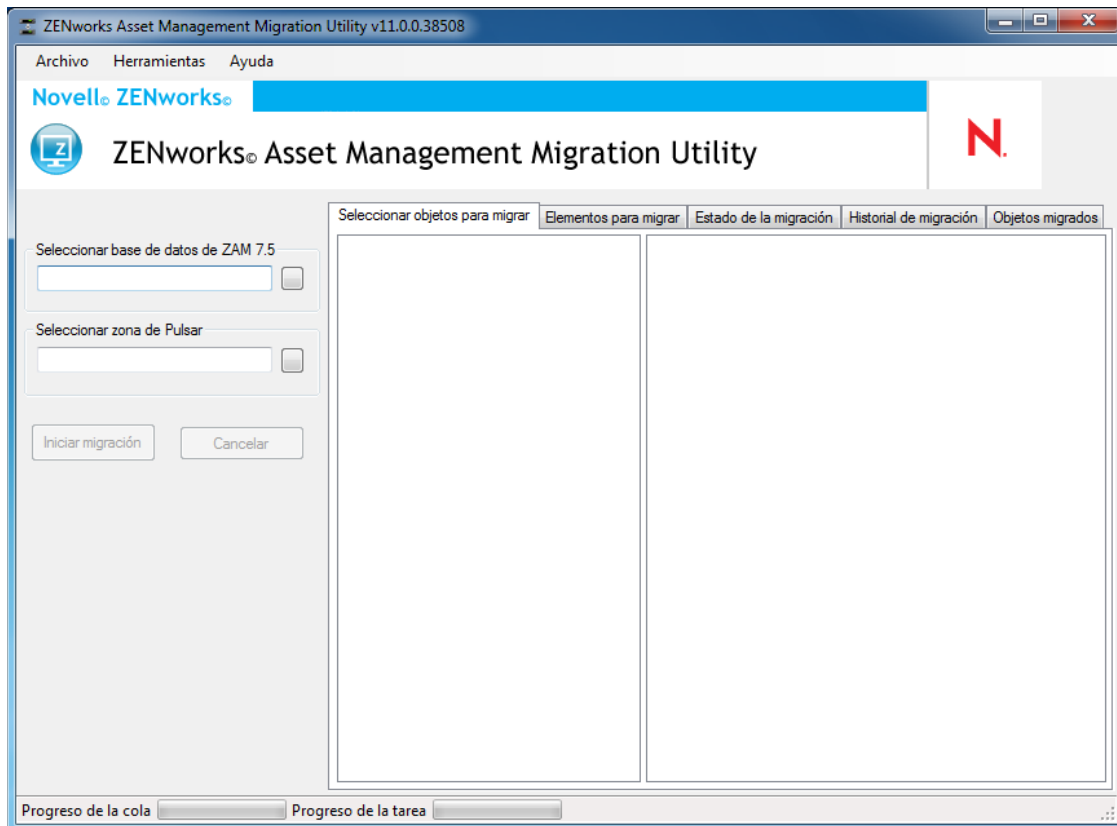 ZENworks Asset Management Migration Utility v11.0.0.38508
Archivo Herramientas Ayuda
Novell© ZENworks©
Z
ZENworks© Asset Management Migration Utility
N.
Seleccionar objetos para migrar Elementos para migrar Estado de la migración Historial de migración Objetos migrados
Seleccionar base de datos de ZAM 7.5
Seleccionar zona de Pulsar
Iniciar migración Cancelar
Progreso de la cola Progreso de la tarea